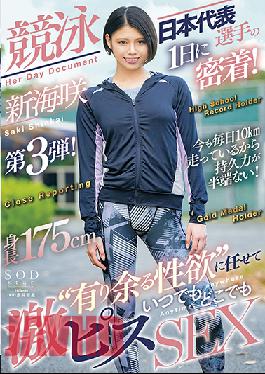 競泳
日本代表選手の
1日に
密着!
Her Day Document
新海咲
Saki Shinkai
High School
Record Holder
第3弾!
今も毎日10km
走っているから
持久力が
半端ない!
Close Reporting
Gold Medal
Holder
身長175cm
SOD
STAR
“有り余る性欲”に任せて
いつでも
どこでも
激ピスSEX